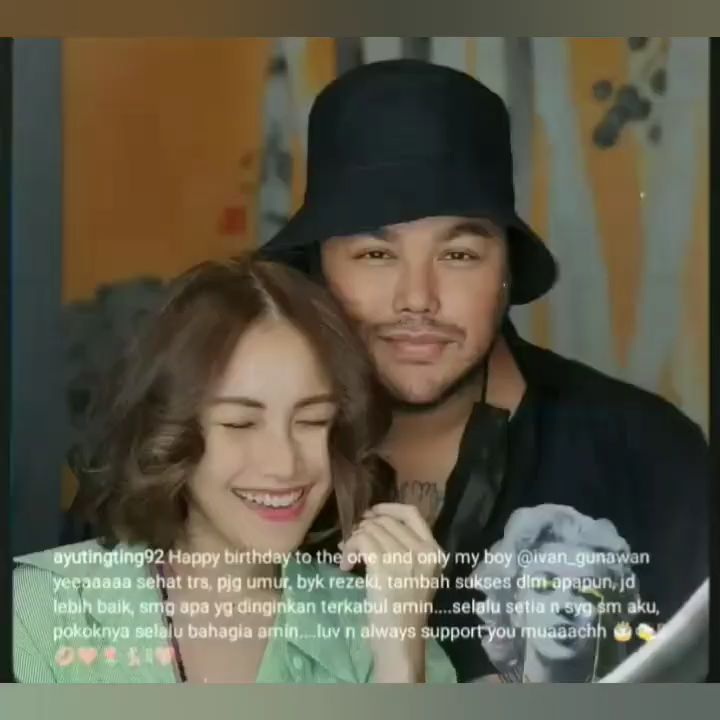 ayutingting92 Happy birthday to the one and only my boy @ivan_gunawan
yeeaaaaa sehat trs, pjg umur, byk rezeki, tambah sukses dlm apapun, jd
lebih baik, smg apa yg dinginkan terkabul amin....selalu setia n syg sm aku,
pokoknya selalu bahagia amin....luv n always support you muaaachh